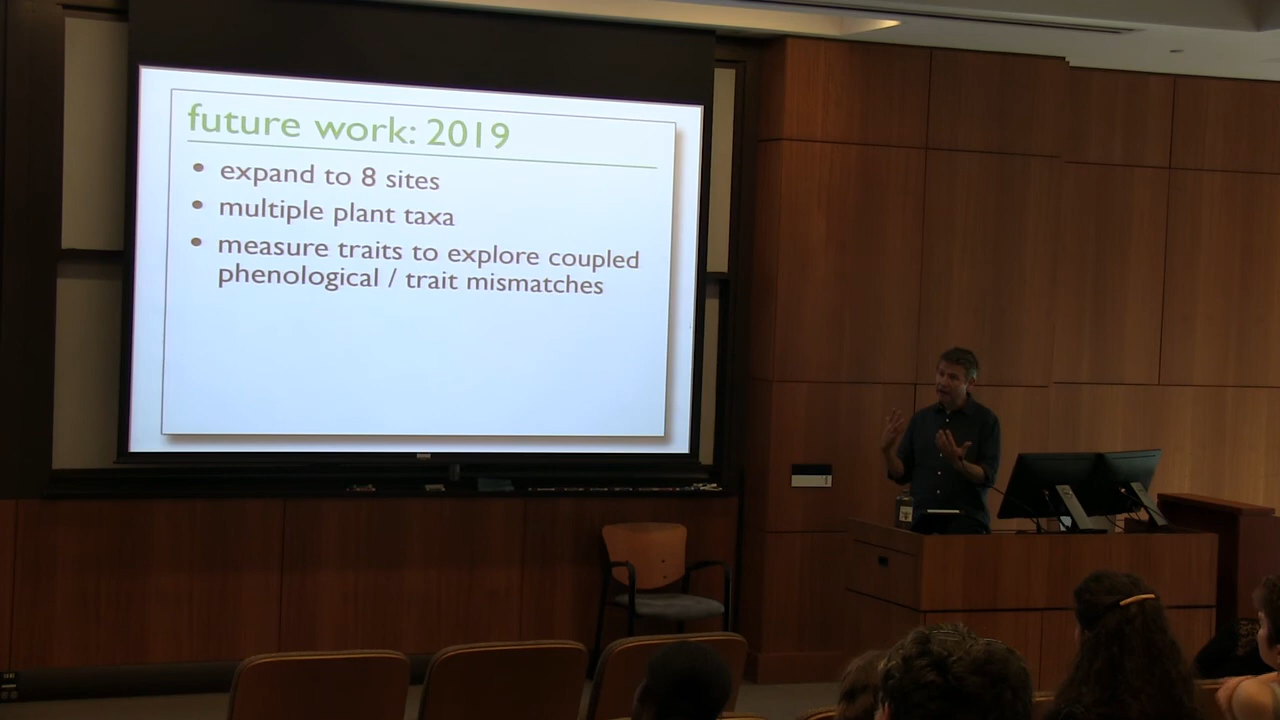 future work: 2019
• expand to 8 sites
• multiple plant taxa
• measure traits to explore coupled
phenological / trait mismatches